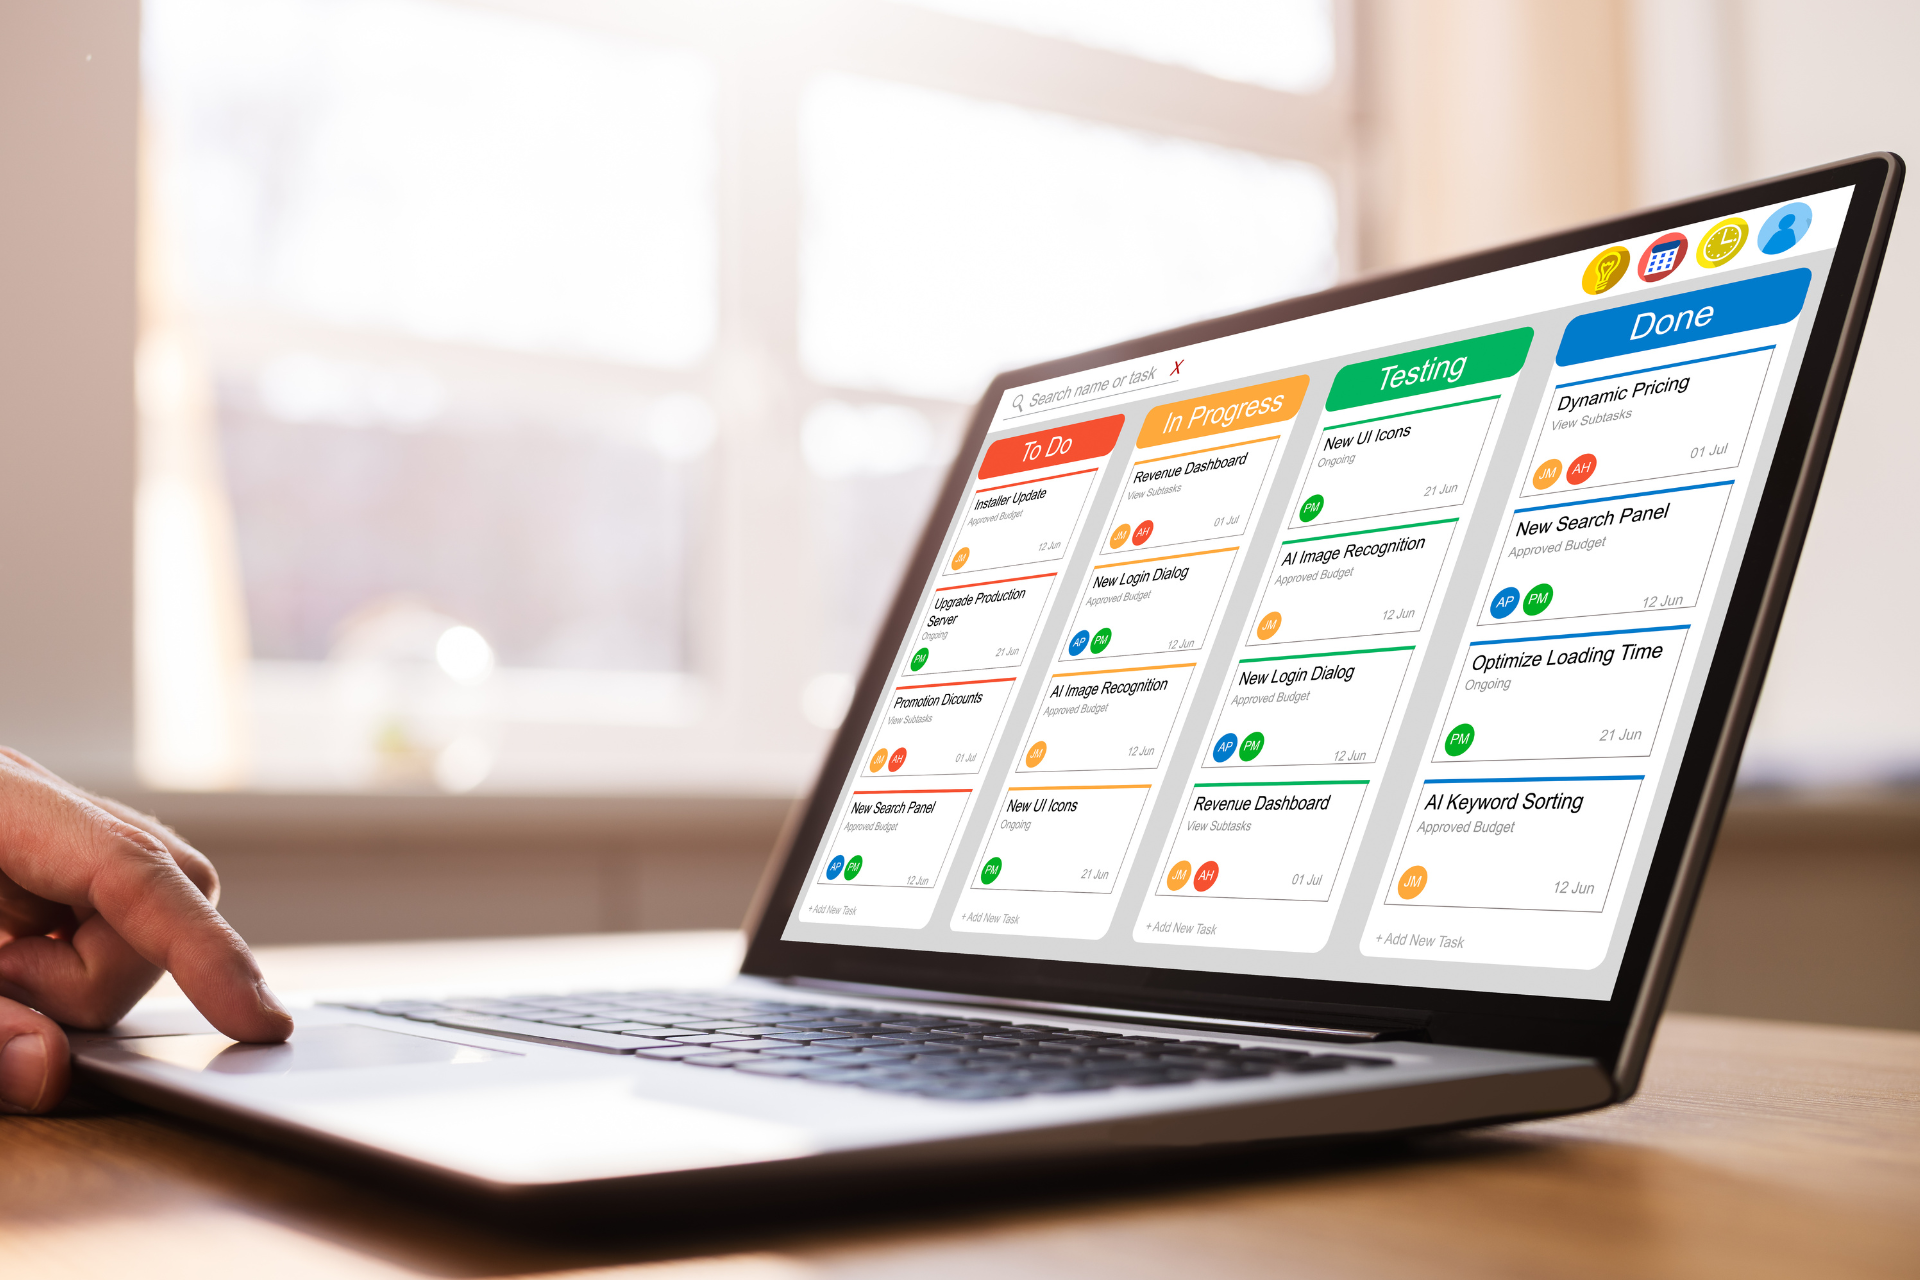 Search name or task X
To Do
Installer Update
Approved Budget
JM 12 Jun
Upgrade Production
Server
Ongoing
PM 21 Jun
Promotion Dicounts
View Subtasks
JM AH 01 Jul
New Search Panel
Approved Budget
AP PM 12 Jun
+ Add New Task
In Progress
Revenue Dashboard
View Subtasks
JM AH 01 Jul
New Login Dialog
Approved Budget
AP PM 12 Jun
AI Image Recognition
Approved Budget
JM 12 Jun
New UI Icons
Ongoing
PM 21 Jun
+ Add New Task
Testing
New UI Icons
Ongoing
PM 21 Jun
AI Image Recognition
Approved Budget
JM 12 Jun
New Login Dialog
Approved Budget
AP PM 12 Jun
Revenue Dashboard
View Subtasks
JM AH 01 Jul
+ Add New Task
Done
Dynamic Pricing
View Subtasks
JM AH 01 Jul
New Search Panel
Approved Budget
AP PM 12 Jun
Optimize Loading Time
Ongoing
PM 21 Jun
AI Keyword Sorting
Approved Budget
JM 12 Jun
+ Add New Task